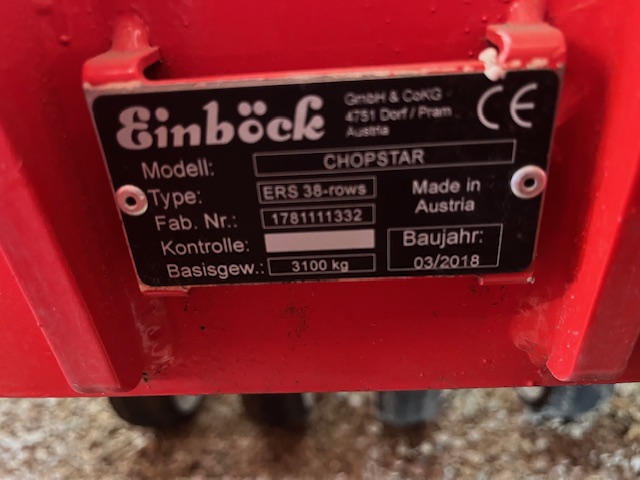 Einböck
GmbH & CoKG
4751 Dorf / Pram
Austria
CE
Modell: CHOPSTAR
Type: ERS 38-rows
Made in
Austria
Fab. Nr.: 1781111332
Kontrolle:
Baujahr:
03/2018
Basisgew.: 3100 kg